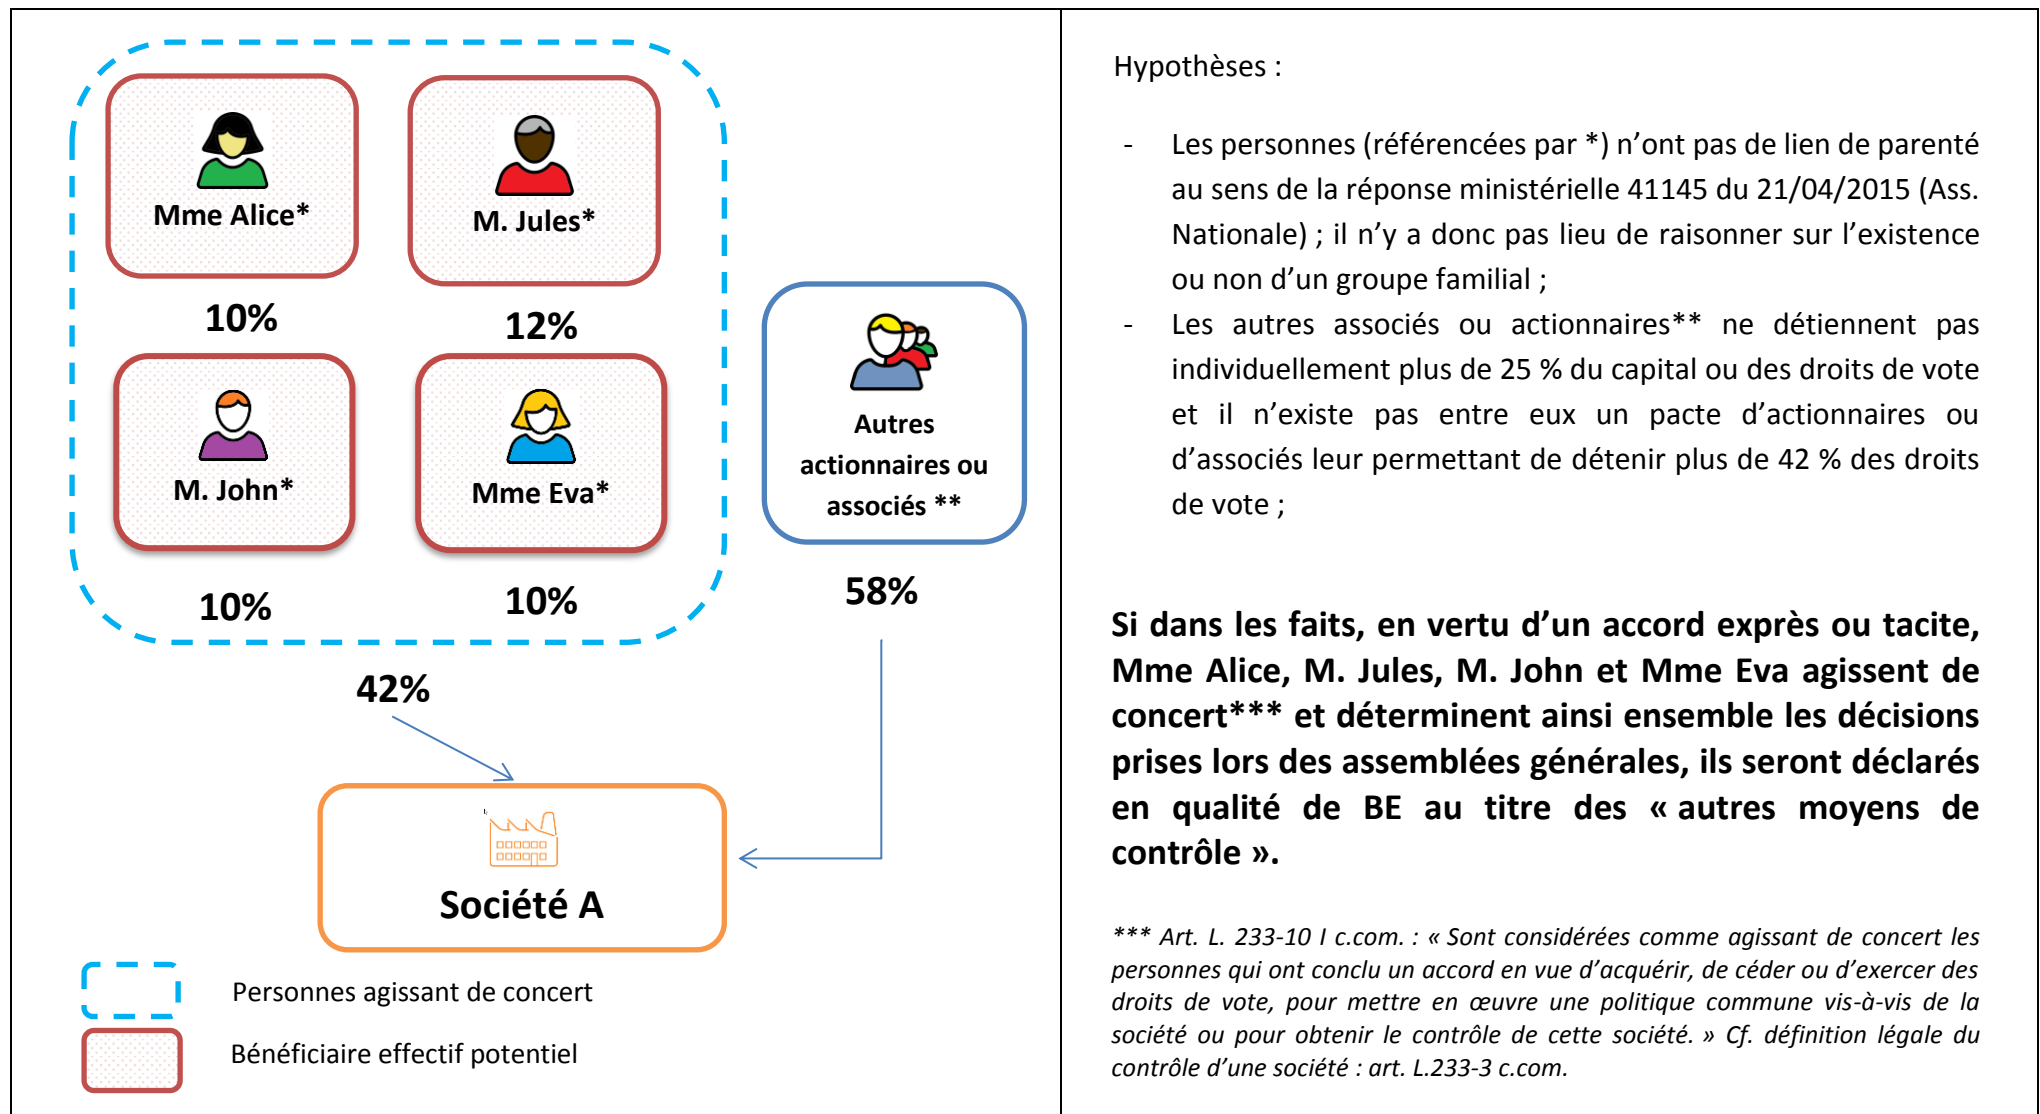 Mme Alice*
M. Jules*
10%
12%
M. John*
Mme Eva*
10%
10%
Autres
actionnaires ou
associés **
58%
42%
Société A
Personnes agissant de concert
Bénéficiaire effectif potentiel
Hypothèses :
- Les personnes (référencées par *) n’ont pas de lien de parenté
au sens de la réponse ministérielle 41145 du 21/04/2015 (Ass.
Nationale) ; il n’y a donc pas lieu de raisonner sur l’existence
ou non d’un groupe familial ;
- Les autres associés ou actionnaires** ne détiennent pas
individuellement plus de 25 % du capital ou des droits de vote
et il n’existe pas entre eux un pacte d’actionnaires ou
d’associés leur permettant de détenir plus de 42 % des droits
de vote ;
Si dans les faits, en vertu d’un accord exprès ou tacite,
Mme Alice, M. Jules, M. John et Mme Eva agissent de
concert*** et déterminent ainsi ensemble les décisions
prises lors des assemblées générales, ils seront déclarés
en qualité de BE au titre des « autres moyens de
contrôle ».
*** Art. L. 233-10 I c.com. : « Sont considérées comme agissant de concert les
personnes qui ont conclu un accord en vue d’acquérir, de céder ou d’exercer des
droits de vote, pour mettre en œuvre une politique commune vis-à-vis de la
société ou pour obtenir le contrôle de cette société. » Cf. définition légale du
contrôle d’une société : art. L.233-3 c.com.